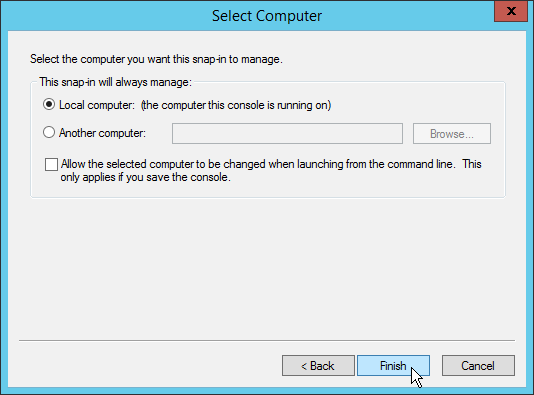 Select Computer
x
Select the computer you want this snap-in to manage.
This snap-in will always manage:
Local computer: (the computer this console is running on)
Another computer:
Browse...
Allow the selected computer to be changed when launching from the command line. This
only applies if you save the console.
< Back
Finish
Cancel